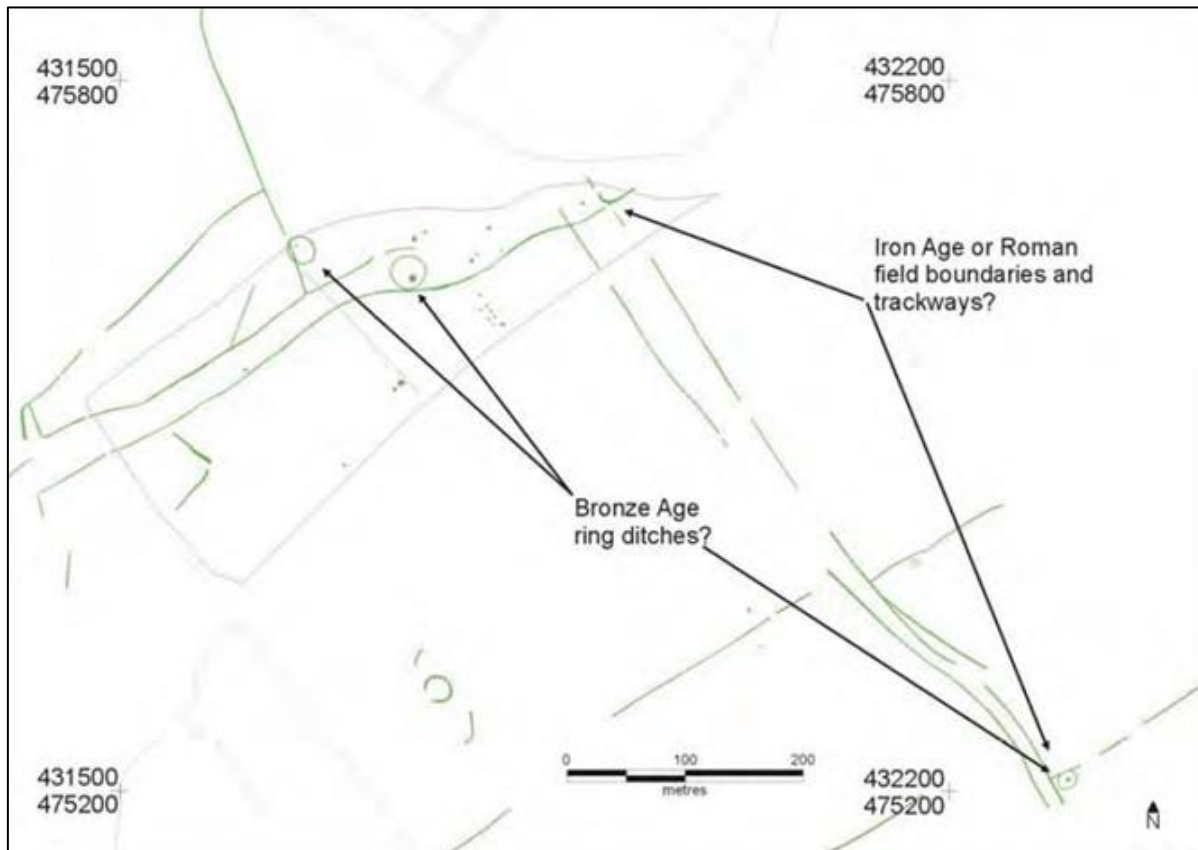 431500
475800
432200
475800
Iron Age or Roman
field boundaries and
trackways?
Bronze Age
ring ditches?
0 100 200
metres
431500
475200
432200
475200
N